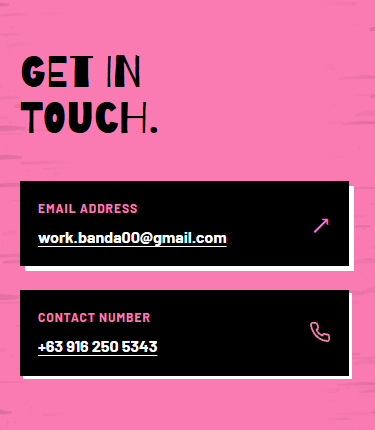 GET IN
TOUCH.
EMAIL ADDRESS
work.banda00@gmail.com
CONTACT NUMBER
+63 916 250 5343